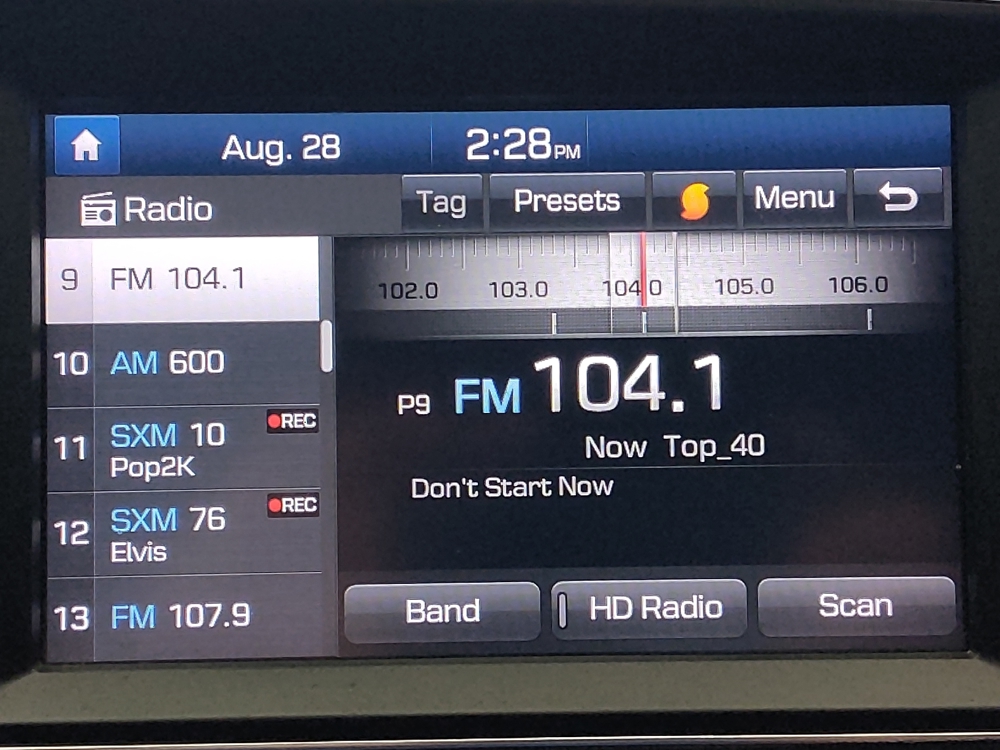 Aug. 28 2:28 PM
Radio Tag Presets Menu
9 FM 104.1
10 AM 600
11 SXM 10 REC
Pop2K
12 SXM 76 REC
Elvis
13 FM 107.9
102.0 103.0 104.0 105.0 106.0
P9 FM 104.1
Now Top_40
Don't Start Now
Band HD Radio Scan